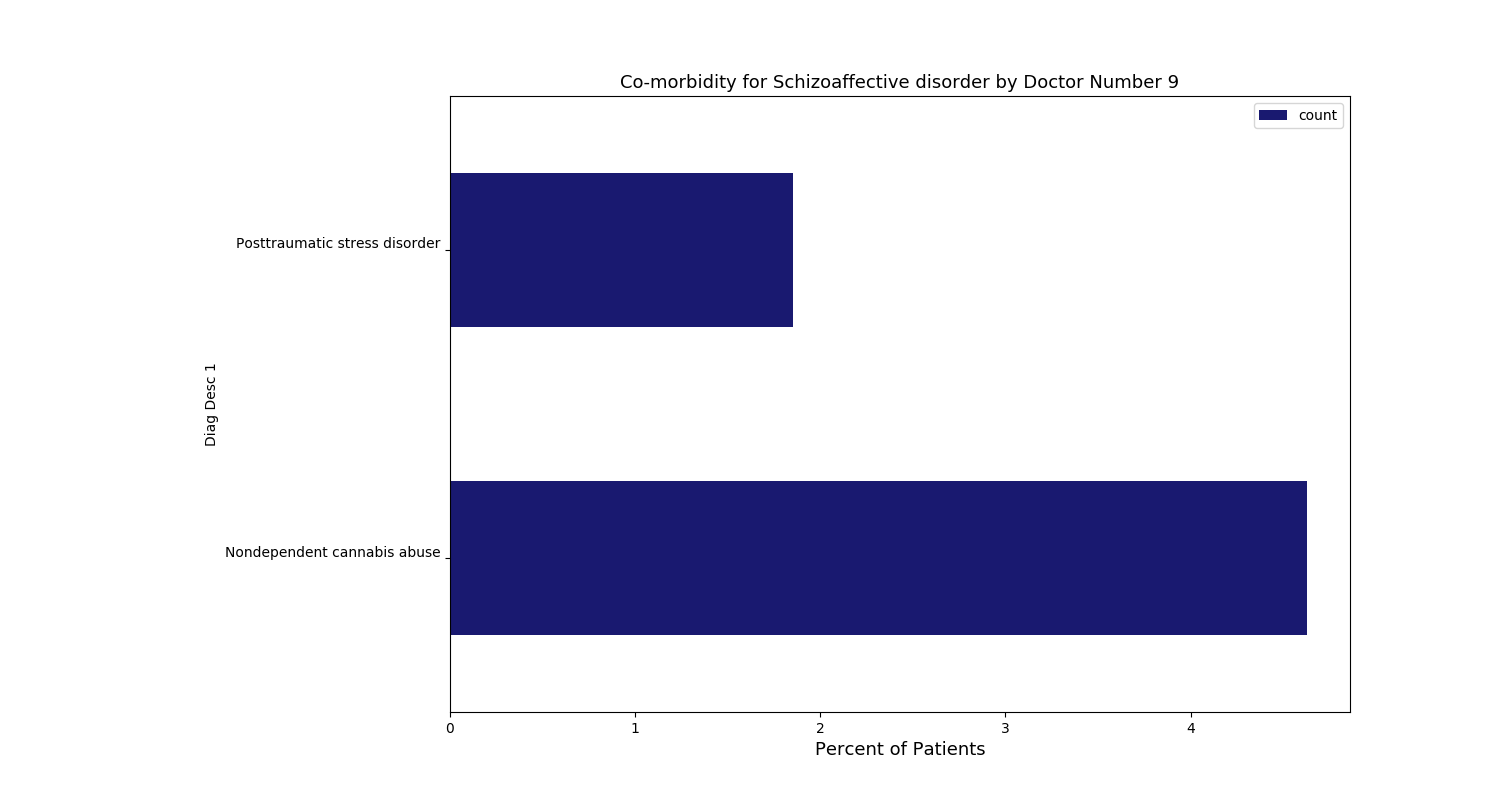 Co-morbidity for Schizoaffective disorder by Doctor Number 9
count
Posttraumatic stress disorder
Diag Desc 1
Nondependent cannabis abuse
0 1 2 3 4
Percent of Patients